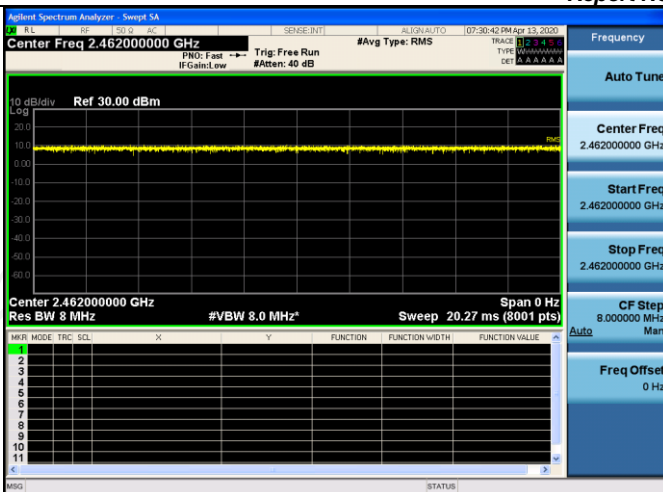 Agilent Spectrum Analyzer - Swept SA
RL RF 50 Ω AC SENSE:INT ALIGNAUTO 07:30:42 PM Apr 13, 2020
Center Freq 2.462000000 GHz #Avg Type: RMS TRACE 1 2 3 4 5 6
PNO: Fast Trig: Free Run TYPE
IFGain:Low #Atten: 40 dB DET A A A A A A
10 dB/div Ref 30.00 dBm
Log
20.0
10.0
RMS
0.00
-10.0
-20.0
-30.0
-40.0
-50.0
-60.0
Center 2.462000000 GHz Span 0 Hz
Res BW 8 MHz #VBW 8.0 MHz* Sweep 20.27 ms (8001 pts)
MKR MODE TRC SCL X Y FUNCTION FUNCTION WIDTH FUNCTION VALUE
1
2
3
4
5
6
7
8
9
10
11
MSG STATUS
Frequency
Auto Tune
Center Freq
2.462000000 GHz
Start Freq
2.462000000 GHz
Stop Freq
2.462000000 GHz
CF Step
8.000000 MHz
Auto Man
Freq Offset
0 Hz